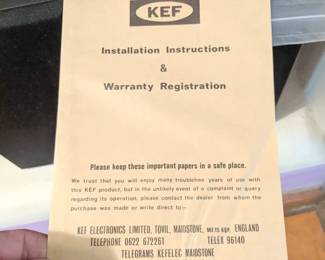 KEF
Installation Instructions
&
Warranty Registration
Please keep these important papers in a safe place.
We trust that you will enjoy many troublefree years of use with
this KEF product, but in the unlikely event of a complaint or query
regarding its operation, please contact the dealer from whom the
purchase was made or write direct to:-
KEF ELECTRONICS LIMITED, TOVIL, MAIDSTONE, ME15 6QP, ENGLAND
TELEPHONE 0622 672261 TELEX 96140
TELEGRAMS KEFELEC MAIDSTONE